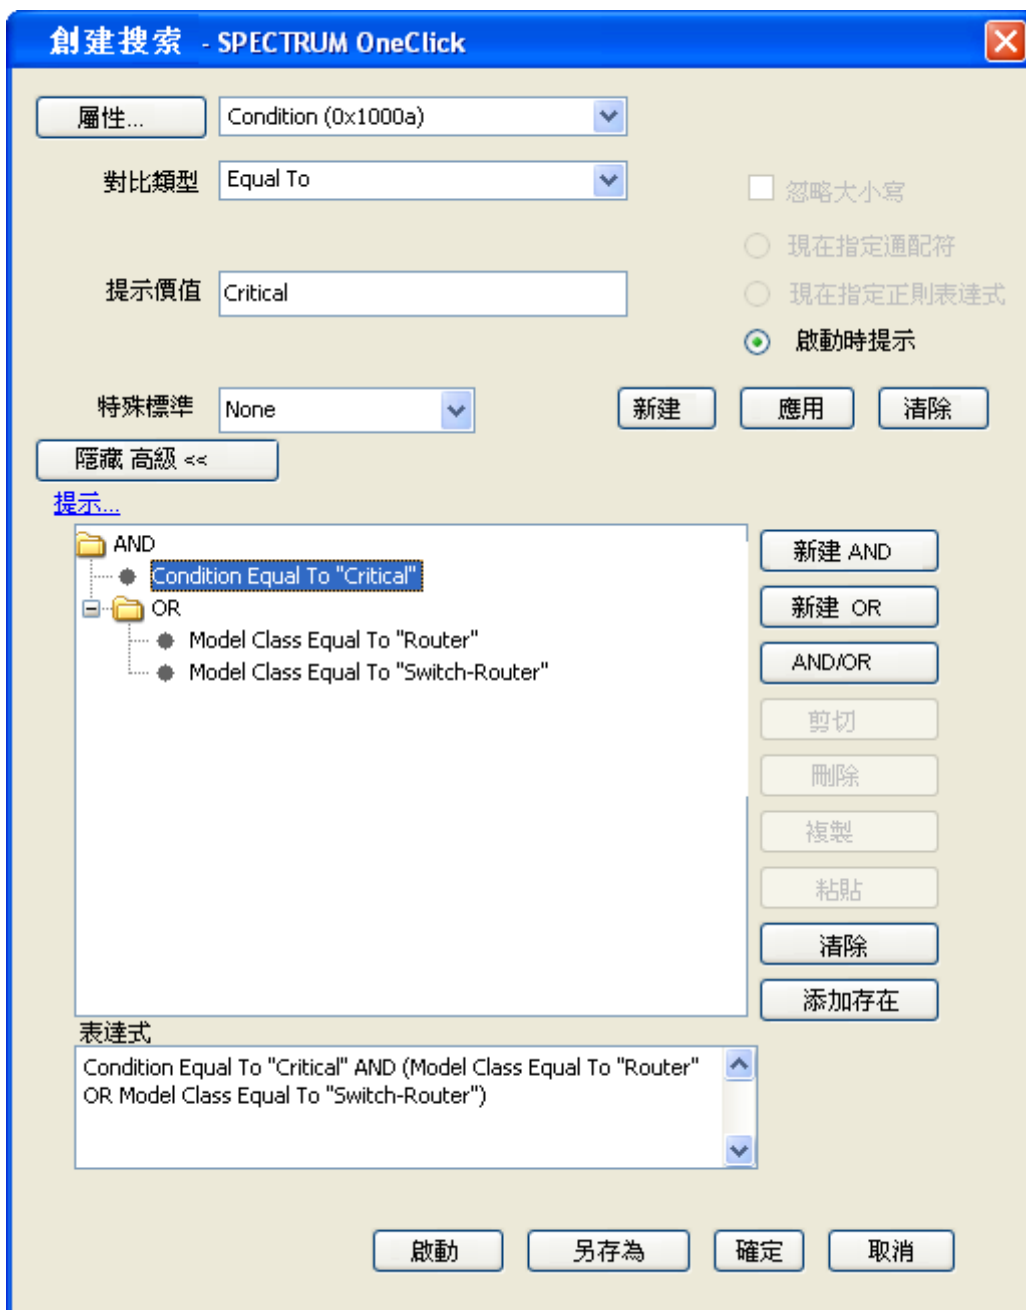 創建搜索 - SPECTRUM OneClick
屬性... Condition (0x1000a)
對比類型 Equal To
忽略大小寫
現在指定通配符
提示價值 Critical
現在指定正則表達式
啟動時提示
特殊標準 None 新建 應用 清除
隱藏 高級 <<
提示...
AND
Condition Equal To "Critical"
OR
Model Class Equal To "Router"
Model Class Equal To "Switch-Router"
新建 AND
新建 OR
AND/OR
剪切
刪除
複製
粘貼
清除
添加存在
表達式
Condition Equal To "Critical" AND (Model Class Equal To "Router"
OR Model Class Equal To "Switch-Router")
啟動 另存為 確定 取消